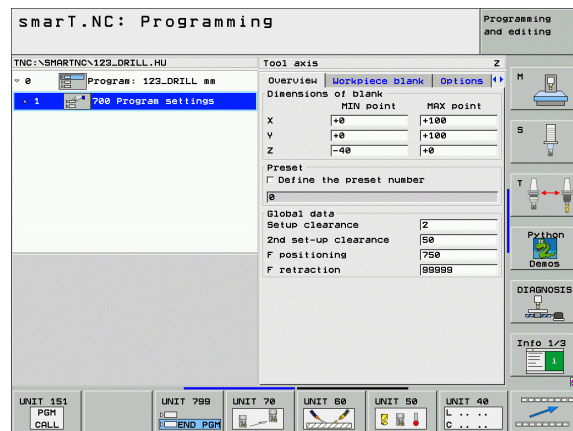 smarT.NC: Programming
Programming
and editing
TNC:\SMARTNC\123_DRILL.HU
Tool axis Z
0 Program: 123_DRILL mm
1 700 Program settings
Overview Workpiece blank Options
Dimensions of blank
MIN point MAX point
X +0 +100
Y +0 +100
Z -40 +0
Preset
Define the preset number
0
Global data
Setup clearance 2
2nd set-up clearance 50
F positioning 750
F retraction 99999
M
S
T
Python
Demos
DIAGNOSIS
Info 1/3
i
UNIT 151
PGM
CALL
UNIT 799
END PGM
UNIT 70
UNIT 60
UNIT 50
UNIT 40
L .. ..
C .. ..